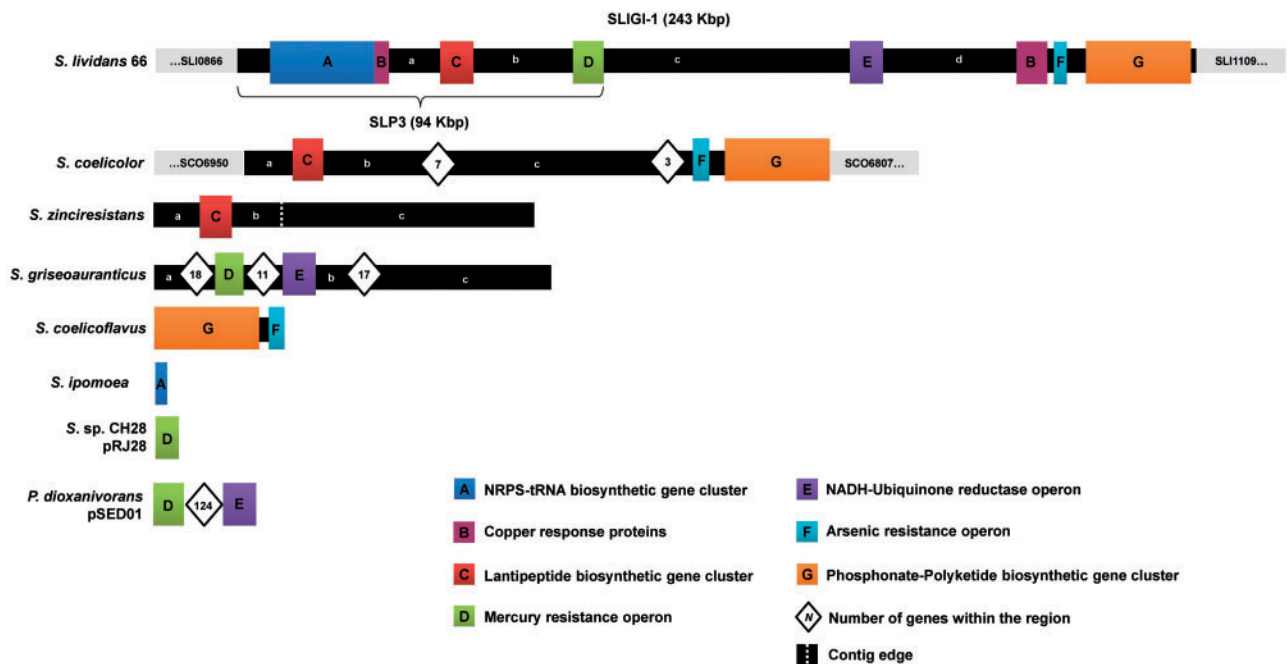 SLIGI-1 (243 Kbp)
S. lividans 66
...SLI0866
A
B
a
C
b
D
c
E
d
B
F
G
SLI1109...
SLP3 (94 Kbp)
S. coelicolor
...SCO6950
a
C
b
7
c
3
F
G
SCO6807...
S. zinciresistans
a
C
b
c
S. griseoauranticus
a
18
D
11
E
b
17
c
S. coelicoflavus
G
F
S. ipomoea
A
S. sp. CH28
pRJ28
D
P. dioxanivorans
pSED01
D
124
E
A NRPS-tRNA biosynthetic gene cluster
B Copper response proteins
C Lantipeptide biosynthetic gene cluster
D Mercury resistance operon
E NADH-Ubiquinone reductase operon
F Arsenic resistance operon
G Phosphonate-Polyketide biosynthetic gene cluster
N Number of genes within the region
Contig edge